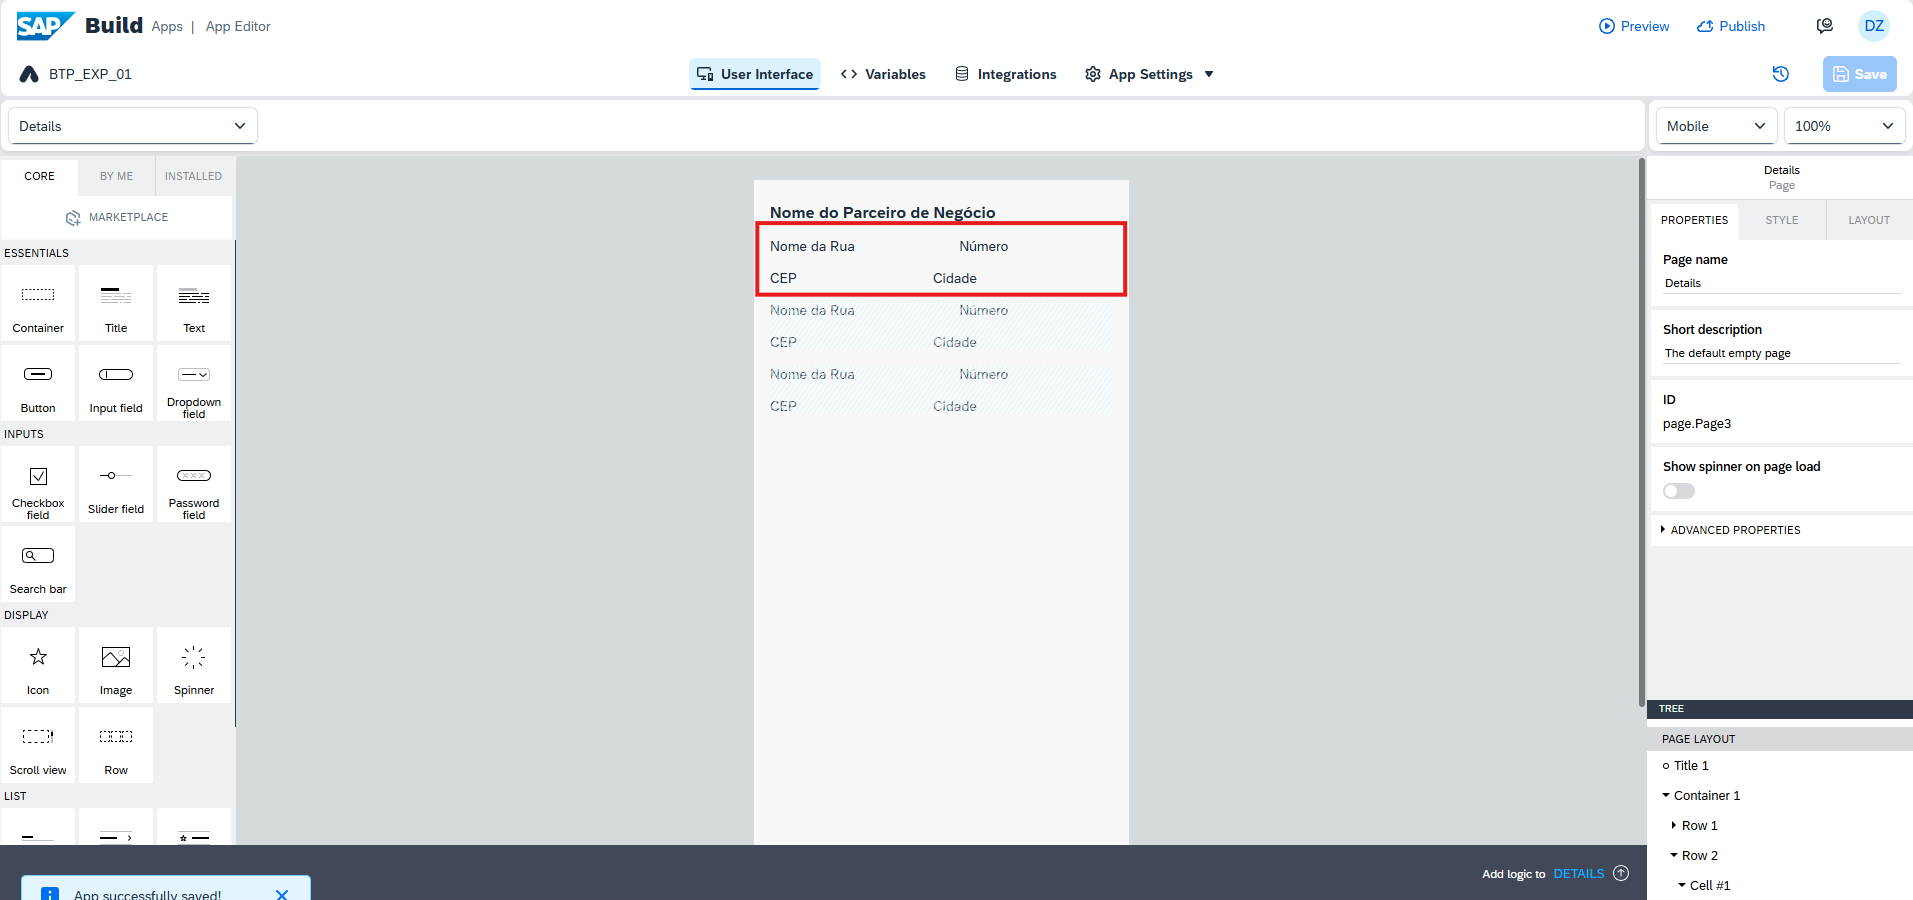 SAP Build Apps | App Editor
Preview
Publish
DZ
BTP_EXP_01
User Interface
Variables
Integrations
App Settings
Save
Details
Mobile
100%
CORE
BY ME
INSTALLED
MARKETPLACE
ESSENTIALS
Container
Title
Text
Button
Input field
Dropdown
field
INPUTS
Checkbox
field
Slider field
Password
field
Search bar
DISPLAY
Icon
Image
Spinner
Scroll view
Row
LIST
Nome do Parceiro de Negócio
Nome da Rua Número
CEP Cidade
Nome da Rua Número
CEP Cidade
Nome da Rua Número
CEP Cidade
Details
Page
PROPERTIES
STYLE
LAYOUT
Page name
Details
Short description
The default empty page
ID
page.Page3
Show spinner on page load
ADVANCED PROPERTIES
TREE
PAGE LAYOUT
Title 1
Container 1
Row 1
Row 2
Cell #1
Add logic to DETAILS
App successfully saved!